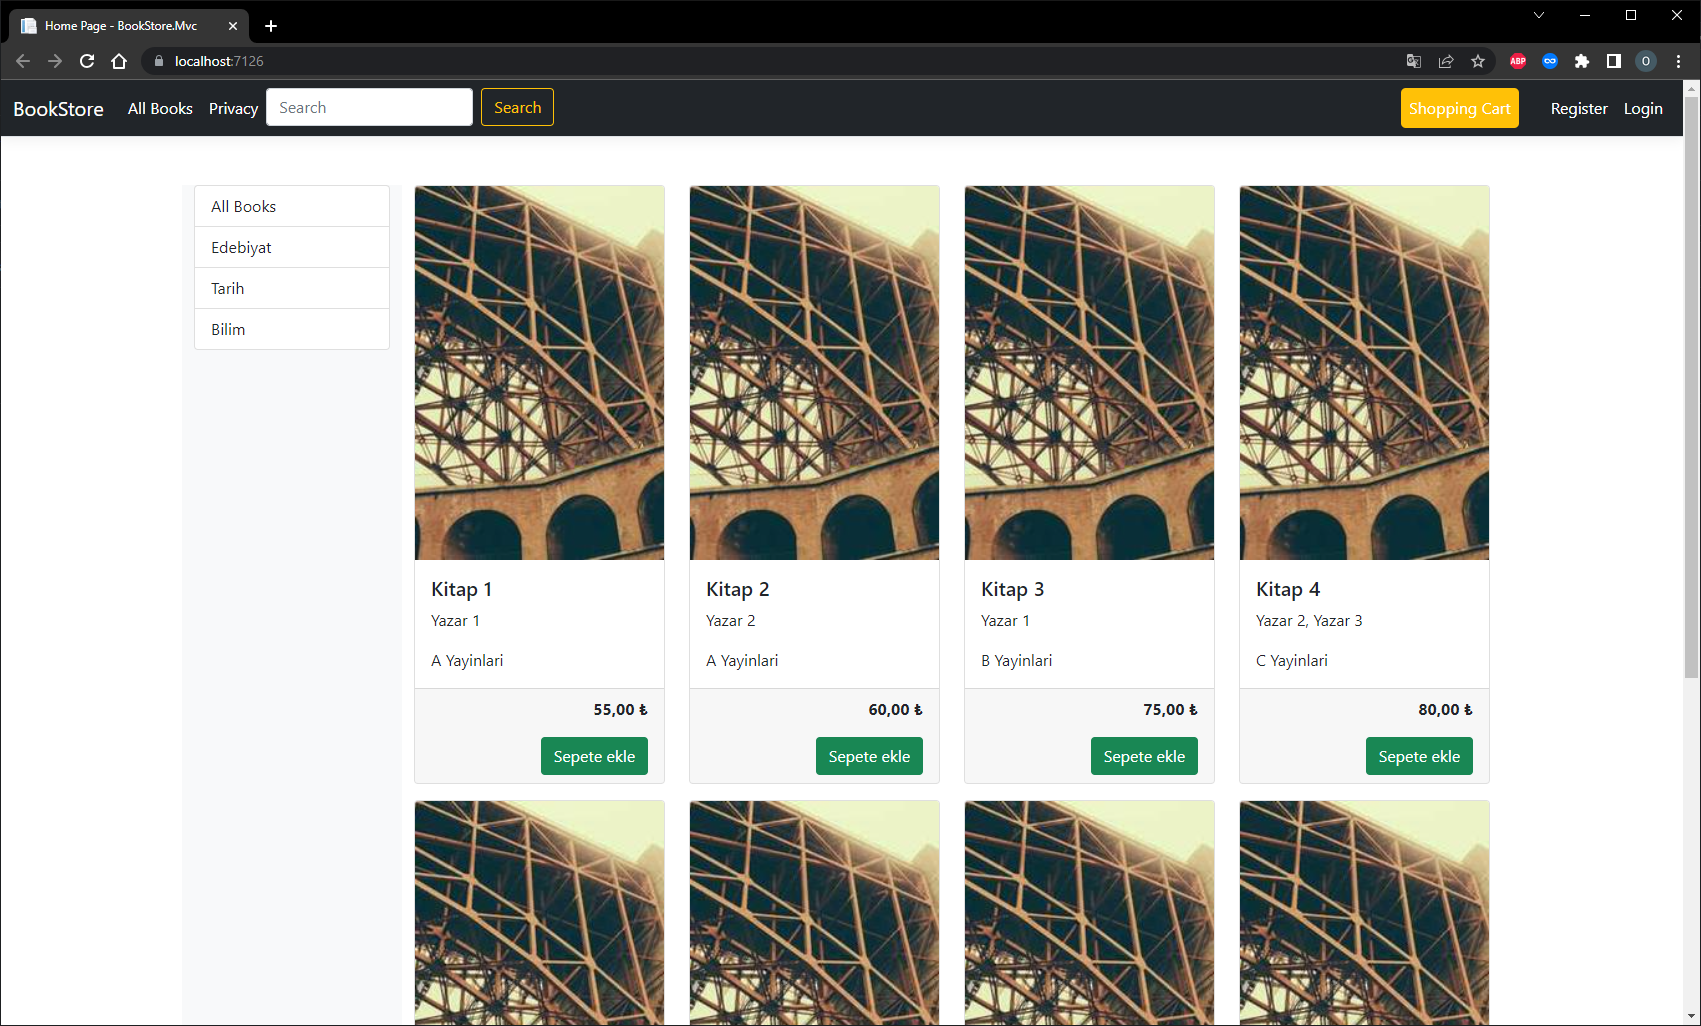 Home Page - BookStore.Mvc
localhost:7126
ABP
O
BookStore
All Books
Privacy
Search
Search
Shopping Cart
Register
Login
All Books
Edebiyat
Tarih
Bilim
Kitap 1
Yazar 1
A Yayinlari
55,00 ₺
Sepete ekle
Kitap 2
Yazar 2
A Yayinlari
60,00 ₺
Sepete ekle
Kitap 3
Yazar 1
B Yayinlari
75,00 ₺
Sepete ekle
Kitap 4
Yazar 2, Yazar 3
C Yayinlari
80,00 ₺
Sepete ekle